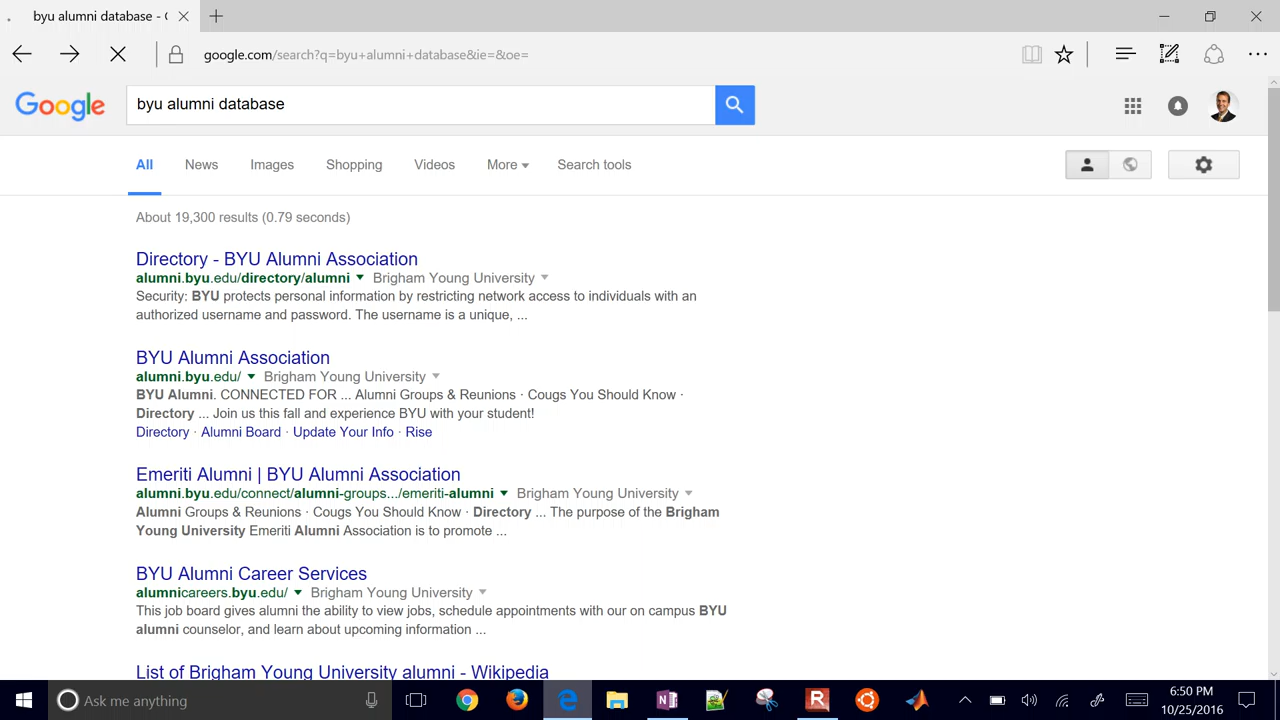 byu alumni database - G
google.com/search?q=byu+alumni+database&ie=&oe=
Google
byu alumni database
All News Images Shopping Videos More Search tools
About 19,300 results (0.79 seconds)
Directory - BYU Alumni Association
alumni.byu.edu/directory/alumni Brigham Young University
Security: BYU protects personal information by restricting network access to individuals with an
authorized username and password. The username is a unique, ...
BYU Alumni Association
alumni.byu.edu/ Brigham Young University
BYU Alumni. CONNECTED FOR ... Alumni Groups & Reunions · Cougs You Should Know ·
Directory ... Join us this fall and experience BYU with your student!
Directory · Alumni Board · Update Your Info · Rise
Emeriti Alumni | BYU Alumni Association
alumni.byu.edu/connect/alumni-groups.../emeriti-alumni Brigham Young University
Alumni Groups & Reunions · Cougs You Should Know · Directory ... The purpose of the Brigham
Young University Emeriti Alumni Association is to promote ...
BYU Alumni Career Services
alumnicareers.byu.edu/ Brigham Young University
This job board gives alumni the ability to view jobs, schedule appointments with our on campus BYU
alumni counselor, and learn about upcoming information ...
List of Brigham Young University alumni - Wikipedia
Ask me anything
6:50 PM
10/25/2016